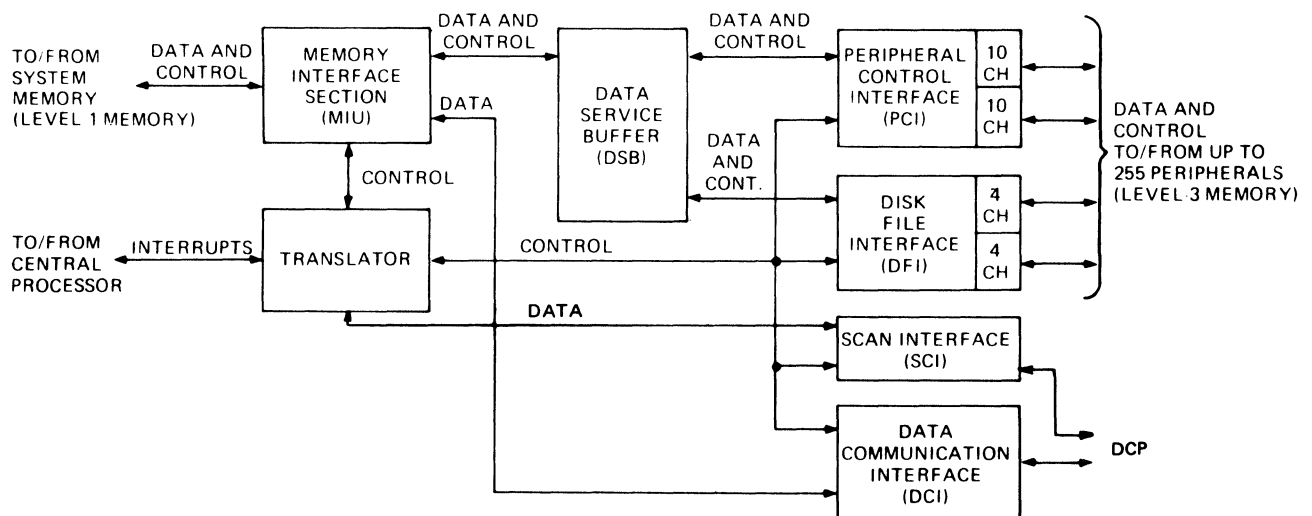 TO/FROM
SYSTEM
MEMORY
(LEVEL 1 MEMORY)
DATA AND
CONTROL
MEMORY
INTERFACE
SECTION
(MIU)
DATA AND
CONTROL
DATA
DATA
SERVICE
BUFFER
(DSB)
DATA AND
CONTROL
DATA
AND
CONT.
PERIPHERAL
CONTROL
INTERFACE
(PCI)
10
CH
10
CH
DATA AND
CONTROL
TO/FROM UP TO
255 PERIPHERALS
(LEVEL-3 MEMORY)
CONTROL
TO/FROM
CENTRAL
PROCESSOR
INTERRUPTS
TRANSLATOR
CONTROL
DISK
FILE
INTERFACE
(DFI)
4
CH
4
CH
DATA
SCAN INTERFACE
(SCI)
DATA
COMMUNICATION
INTERFACE
(DCI)
DCP